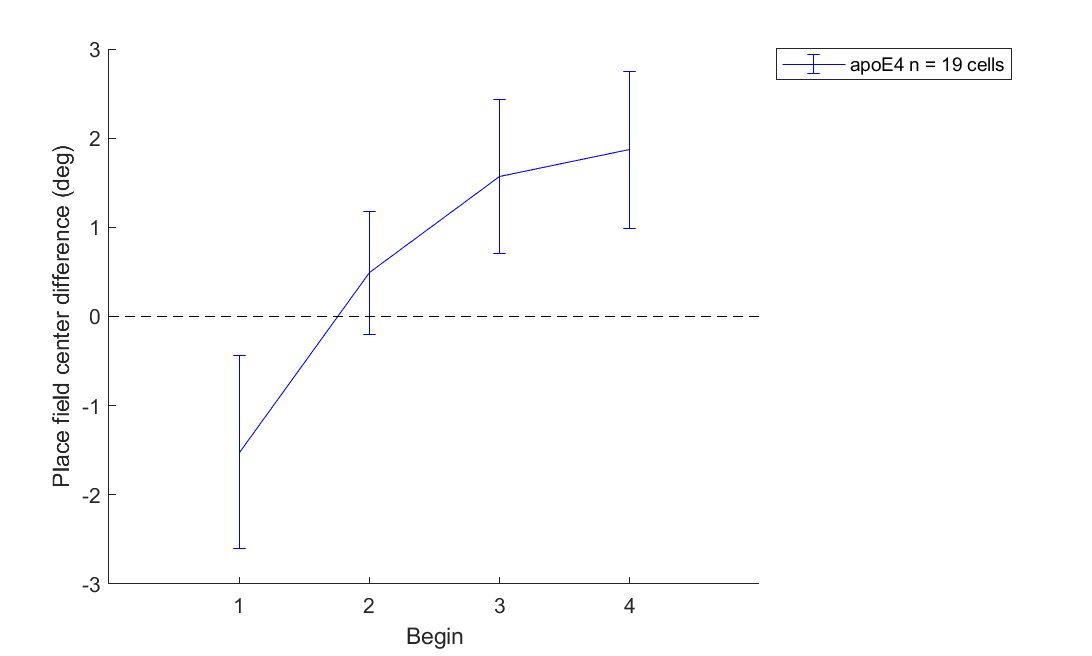 apoE4 n = 19 cells
Place field center difference (deg)
3
2
1
0
-1
-2
-3
1 2 3 4
Begin